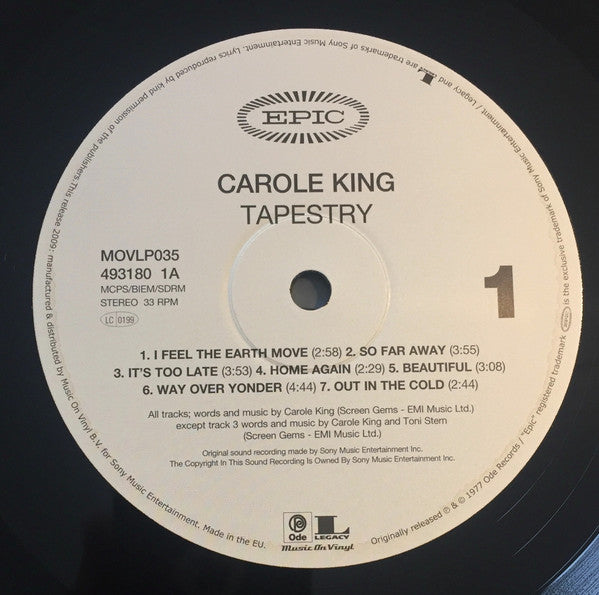 EPIC
CAROLE KING
TAPESTRY
MOVLP035
493180 1A
MCPS/BIEM/SDRM
STEREO 33 RPM
LC 0199
1
1. I FEEL THE EARTH MOVE (2:58) 2. SO FAR AWAY (3:55)
3. IT'S TOO LATE (3:53) 4. HOME AGAIN (2:29) 5. BEAUTIFUL (3:08)
6. WAY OVER YONDER (4:44) 7. OUT IN THE COLD (2:44)
All tracks; words and music by Carole King (Screen Gems - EMI Music Ltd.)
except track 3 words and music by Carole King and Toni Stern
(Screen Gems - EMI Music Ltd.)
Original sound recording made by Sony Music Entertainment Inc.
The Copyright In This Sound Recording Is Owned By Sony Music Entertainment Inc.
Ode
L
LEGACY
Music On Vinyl
Originally released ℗ & © 1977 Ode Records / "Epic" registered trademark
EPIC is the exclusive trademark of Sony Music Entertainment / Legacy and
L
are trademarks of Sony Music Entertainment. Lyrics reproduced by kind permission of the publishers. This release 2009: manufactured & distributed by Music On Vinyl B.V. for Sony Music Entertainment. Made in the EU.